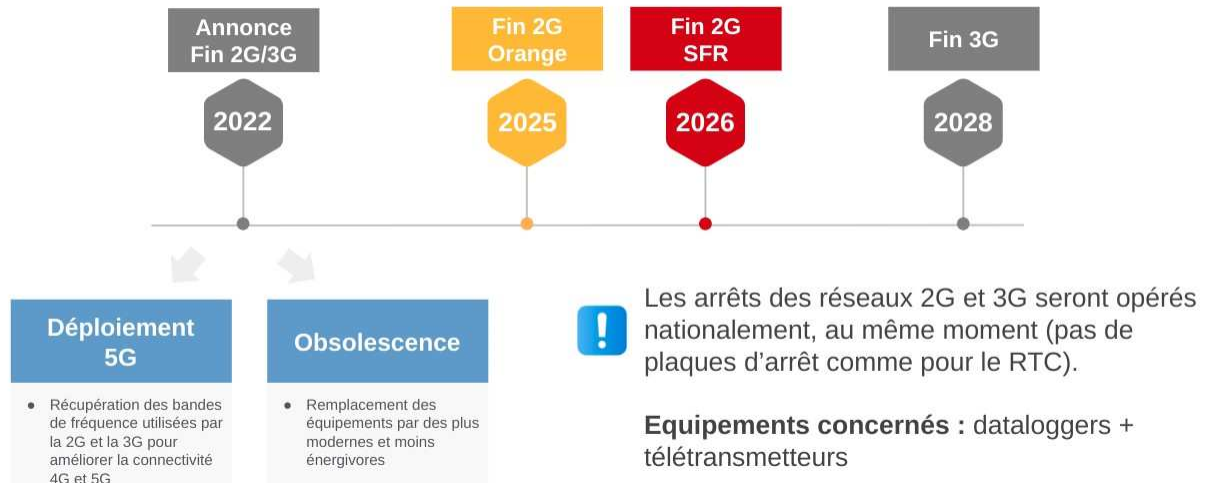 Annonce
Fin 2G/3G
Fin 2G
Orange
Fin 2G
SFR
Fin 3G
2022
2025
2026
2028
Déploiement
5G
Récupération des bandes
de fréquence utilisées par
la 2G et la 3G pour
améliorer la connectivité
4G et 5G
Obsolescence
Remplacement des
équipements par des plus
modernes et moins
énergivores
Les arrêts des réseaux 2G et 3G seront opérés
nationalement, au même moment (pas de
plaques d’arrêt comme pour le RTC).
Equipements concernés : dataloggers +
télétransmetteurs